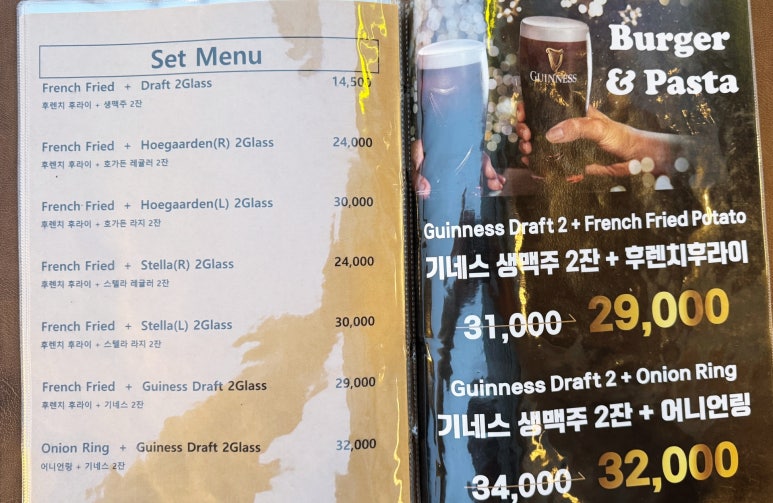 Set Menu
French Fried + Draft 2Glass 14,500
후렌치 후라이 + 생맥주 2잔
French Fried + Hoegaarden(R) 2Glass 24,000
후렌치 후라이 + 호가든 레귤러 2잔
French Fried + Hoegaarden(L) 2Glass 30,000
후렌치 후라이 + 호가든 라지 2잔
French Fried + Stella(R) 2Glass 24,000
후렌치 후라이 + 스텔라 레귤러 2잔
French Fried + Stella(L) 2Glass 30,000
후렌치 후라이 + 스텔라 라지 2잔
French Fried + Guiness Draft 2Glass 29,000
후렌치 후라이 + 기네스 2잔
Onion Ring + Guiness Draft 2Glass 32,000
어니언링 + 기네스 2잔
Burger
& Pasta
GUINNESS
Guinness Draft 2 + French Fried Potato
기네스 생맥주 2잔 + 후렌치후라이
31,000 29,000
Guinness Draft 2 + Onion Ring
기네스 생맥주 2잔 + 어니언링
34,000 32,000